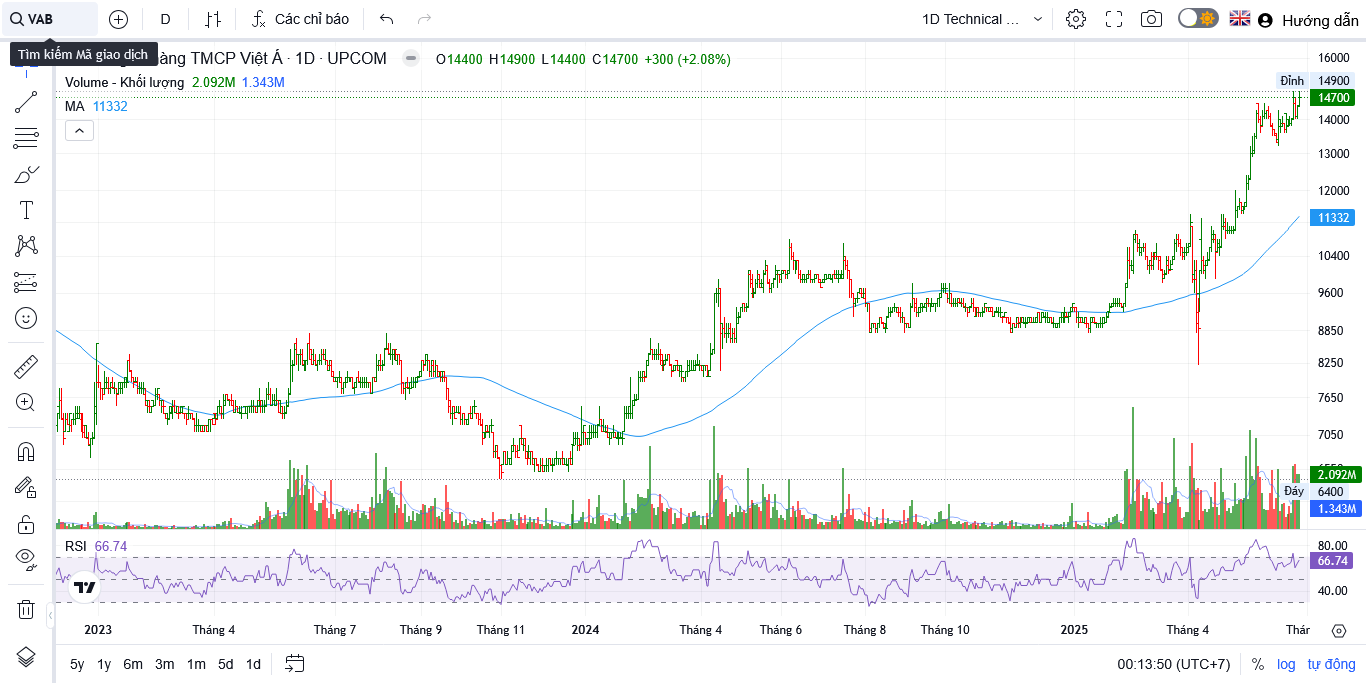 VAB D Các chỉ báo 1D Technical ... Hướng dẫn
Tìm kiếm Mã giao dịch
àng TMCP Việt Á · 1D · UPCOM O14400 H14900 L14400 C14700 +300 (+2.08%)
Volume - Khối lượng 2.092M 1.343M
MA 11332
16000
Đỉnh 14900
14700
14000
13000
12000
11332
10400
9600
8850
8250
7650
7050
2.092M
Đáy 6400
1.343M
RSI 66.74
80.00
66.74
40.00
2023 Tháng 4 Tháng 7 Tháng 9 Tháng 11 2024 Tháng 4 Tháng 6 Tháng 8 Tháng 10 2025 Tháng 4 Thár
5y 1y 6m 3m 1m 5d 1d 00:13:50 (UTC+7) % log tự động